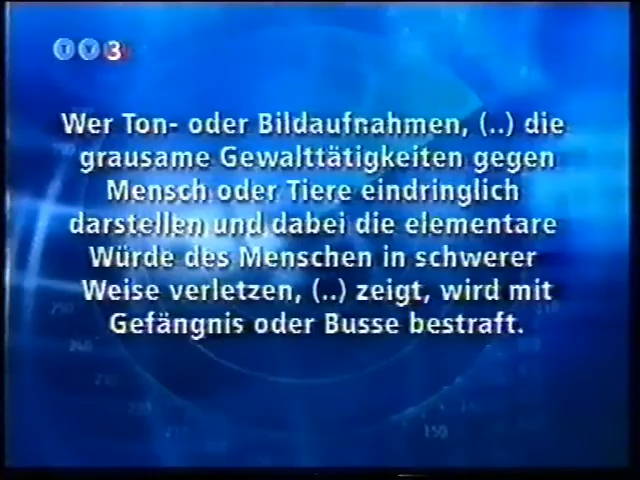 TV3
Wer Ton- oder Bildaufnahmen, (..) die
grausame Gewalttätigkeiten gegen
Mensch oder Tiere eindringlich
darstellen und dabei die elementare
Würde des Menschen in schwerer
Weise verletzen, (..) zeigt, wird mit
Gefängnis oder Busse bestraft.
150